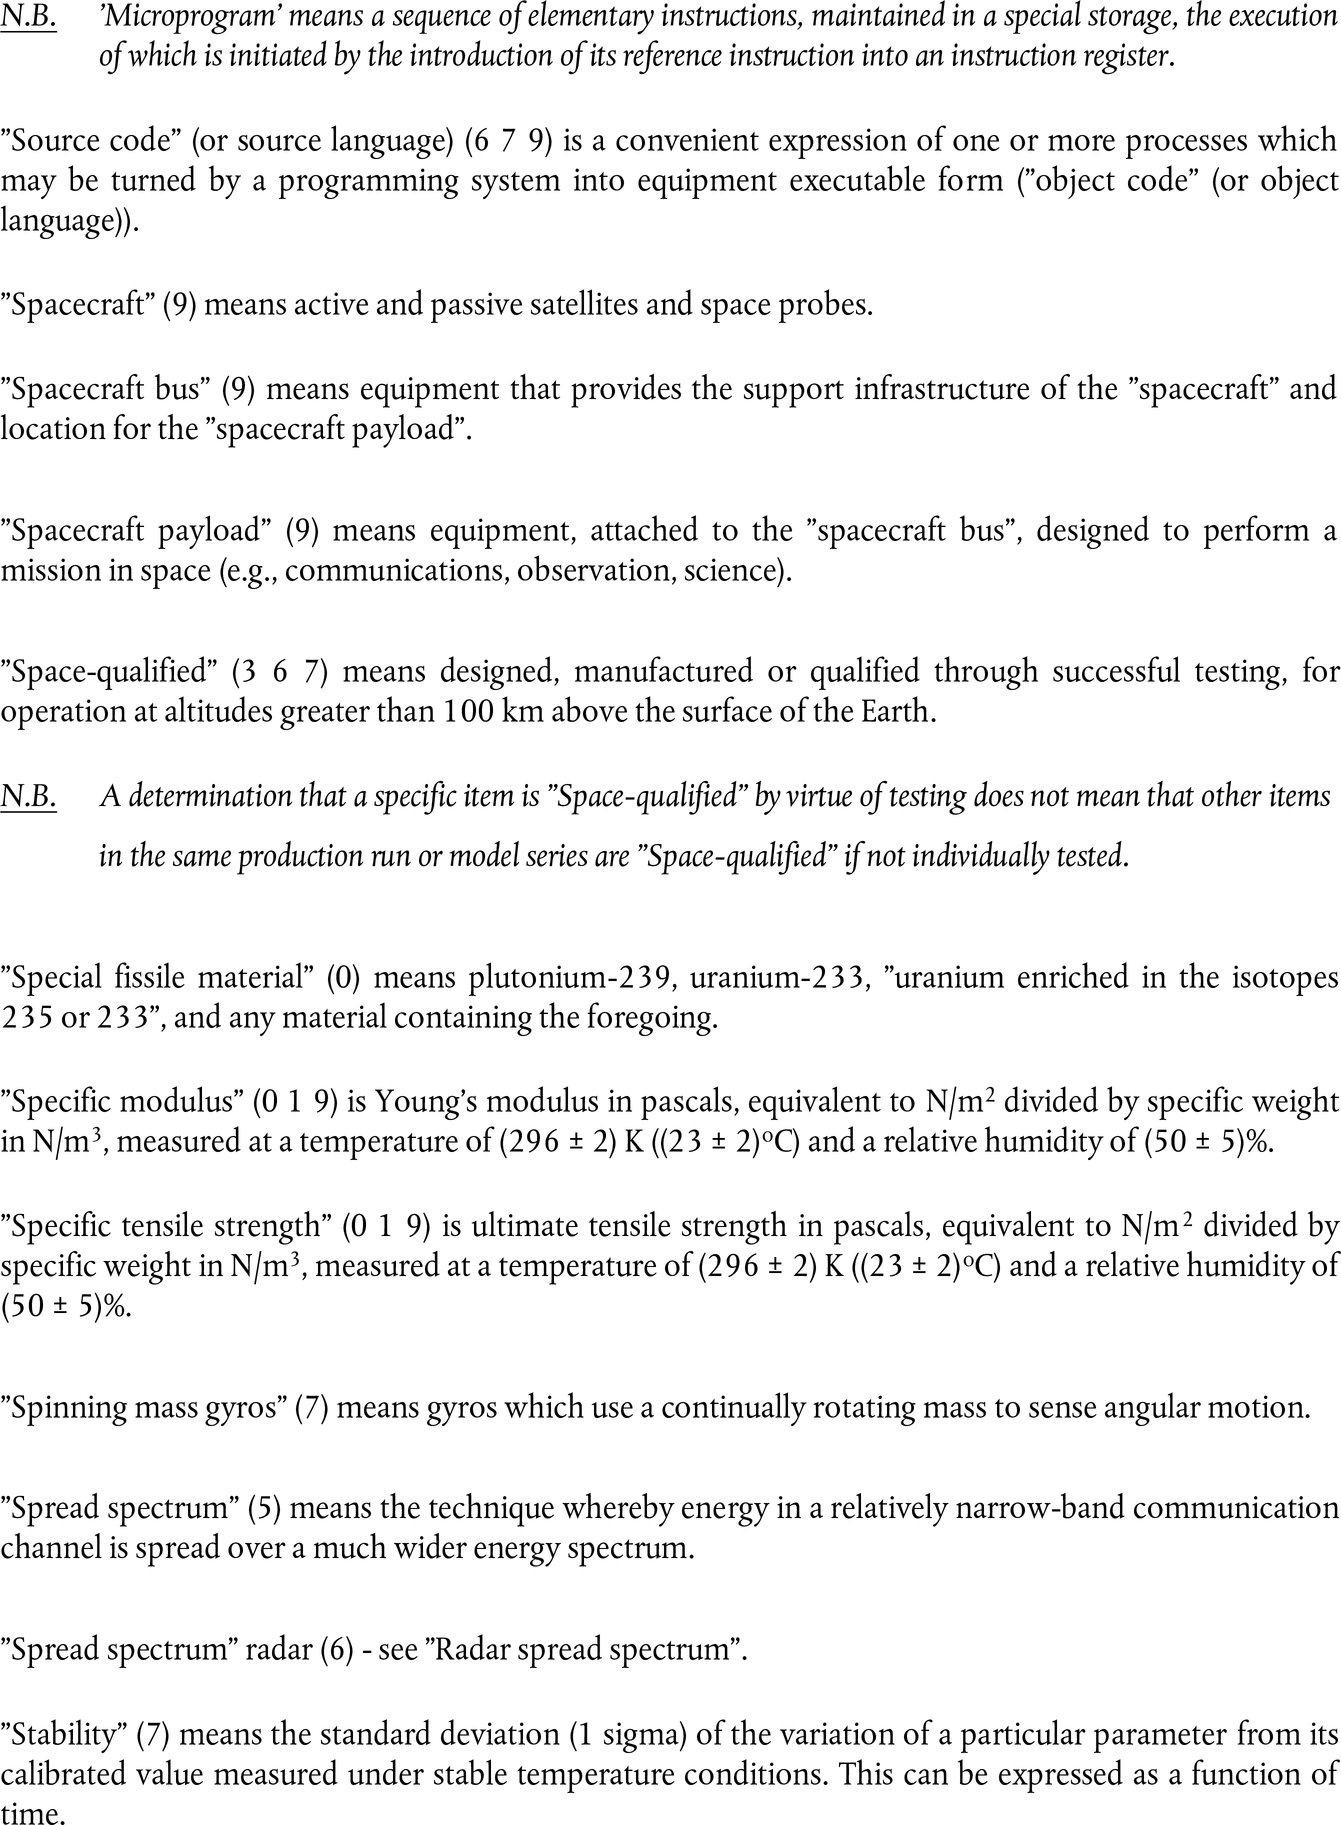 N.B. ’Microprogram’ means a sequence of elementary instructions, maintained in a special storage, the execution
of which is initiated by the introduction of its reference instruction into an instruction register.
”Source code” (or source language) (6 7 9) is a convenient expression of one or more processes which
may be turned by a programming system into equipment executable form (”object code” (or object
language)).
”Spacecraft” (9) means active and passive satellites and space probes.
”Spacecraft bus” (9) means equipment that provides the support infrastructure of the ”spacecraft” and
location for the ”spacecraft payload”.
”Spacecraft payload” (9) means equipment, attached to the ”spacecraft bus”, designed to perform a
mission in space (e.g., communications, observation, science).
”Space-qualified” (3 6 7) means designed, manufactured or qualified through successful testing, for
operation at altitudes greater than 100 km above the surface of the Earth.
N.B. A determination that a specific item is ”Space-qualified” by virtue of testing does not mean that other items
in the same production run or model series are ”Space-qualified” if not individually tested.
”Special fissile material” (0) means plutonium-239, uranium-233, ”uranium enriched in the isotopes
235 or 233”, and any material containing the foregoing.
”Specific modulus” (0 1 9) is Young’s modulus in pascals, equivalent to N/m² divided by specific weight
in N/m³, measured at a temperature of (296 ± 2) K ((23 ± 2)ºC) and a relative humidity of (50 ± 5)%.
”Specific tensile strength” (0 1 9) is ultimate tensile strength in pascals, equivalent to N/m² divided by
specific weight in N/m³, measured at a temperature of (296 ± 2) K ((23 ± 2)ºC) and a relative humidity of
(50 ± 5)%.
”Spinning mass gyros” (7) means gyros which use a continually rotating mass to sense angular motion.
”Spread spectrum” (5) means the technique whereby energy in a relatively narrow-band communication
channel is spread over a much wider energy spectrum.
”Spread spectrum” radar (6) - see ”Radar spread spectrum”.
”Stability” (7) means the standard deviation (1 sigma) of the variation of a particular parameter from its
calibrated value measured under stable temperature conditions. This can be expressed as a function of
time.